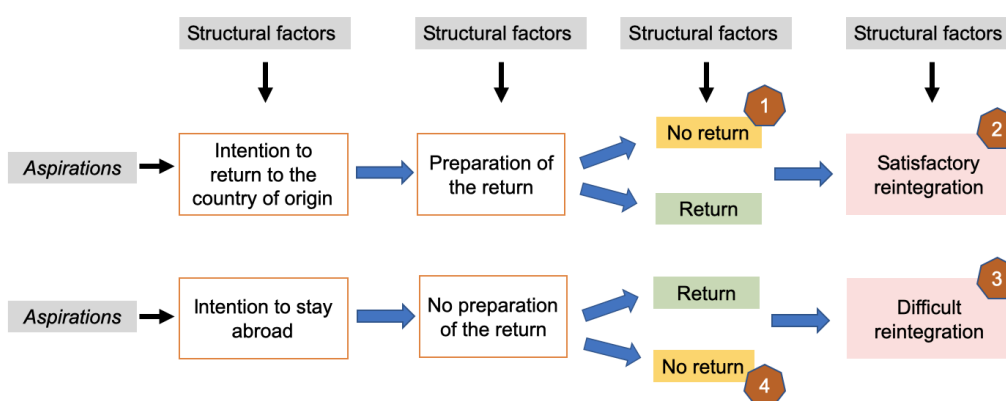 Structural factors
Structural factors
Structural factors
Structural factors
1
2
No return
Aspirations
Intention to
return to the
country of origin
Preparation of
the return
Satisfactory
reintegration
Return
3
Aspirations
Intention to stay
abroad
No preparation
of the return
Return
Difficult
reintegration
No return
4